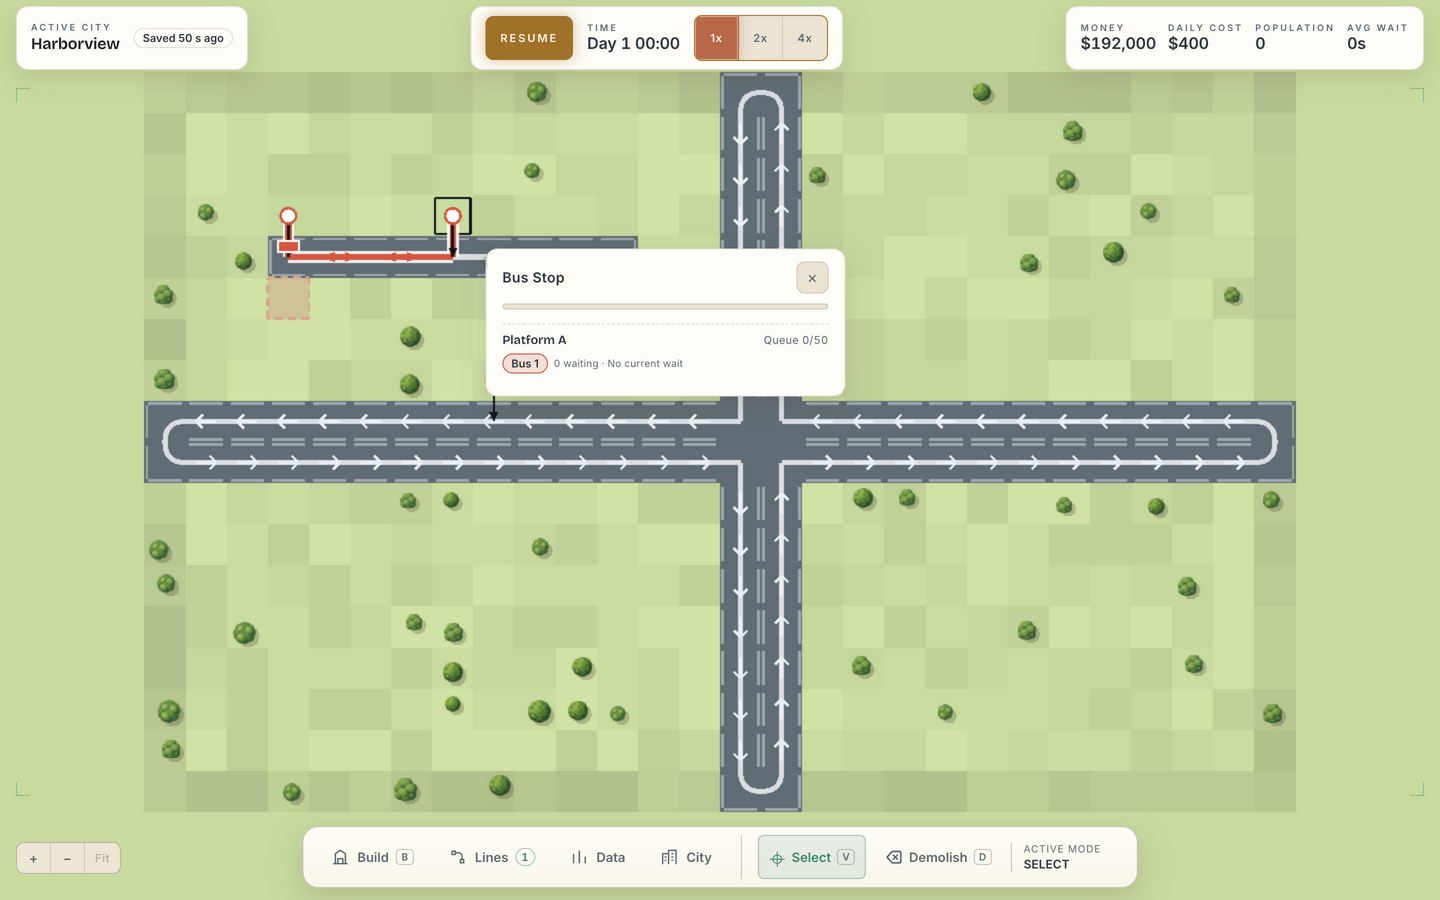 ACTIVE CITY
Harborview
Saved 50 s ago
RESUME
TIME
Day 1 00:00
1x
2x
4x
MONEY
$192,000
DAILY COST
$400
POPULATION
0
AVG WAIT
0s
Bus Stop
×
Platform A
Queue 0/50
Bus 1
0 waiting · No current wait
+
−
Fit
Build B
Lines 1
Data
City
Select V
Demolish D
ACTIVE MODE
SELECT